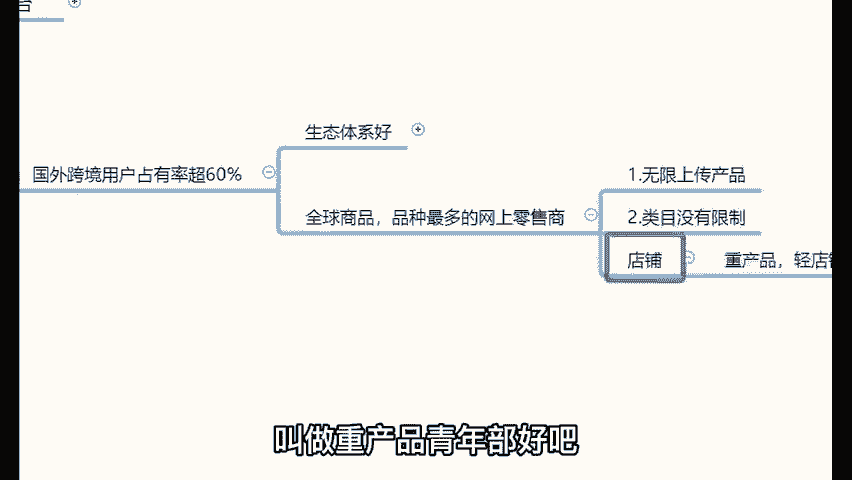 台
生态体系好
国外跨境用户占有率超60%
1.无限上传产品
全球商品，品种最多的网上零售商
2.类目没有限制
店铺
重产品，轻店铺
叫做重产品青年部好吧